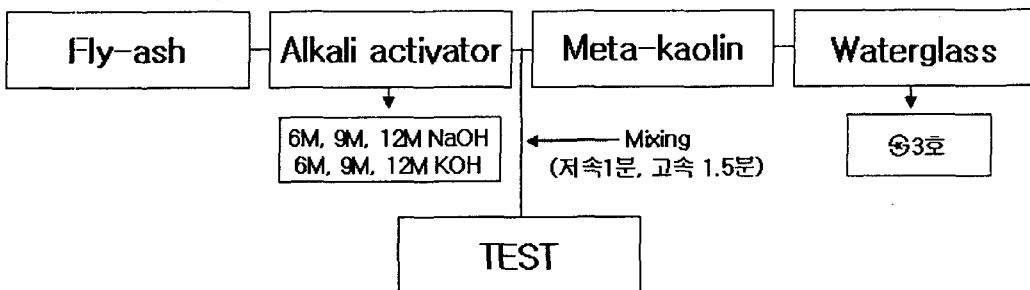 Fly-ash
Alkali activator
Meta-kaolin
Waterglass
6M, 9M, 12M NaOH
6M, 9M, 12M KOH
Mixing
(저속1분, 고속 1.5분)
㉿3호
TEST